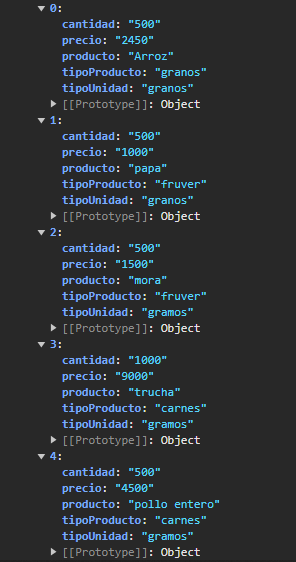 0:
cantidad: "500"
precio: "2450"
producto: "Arroz"
tipoProducto: "granos"
tipoUnidad: "granos"
[[Prototype]]: Object
1:
cantidad: "500"
precio: "1000"
producto: "papa"
tipoProducto: "fruver"
tipoUnidad: "granos"
[[Prototype]]: Object
2:
cantidad: "500"
precio: "1500"
producto: "mora"
tipoProducto: "fruver"
tipoUnidad: "gramos"
[[Prototype]]: Object
3:
cantidad: "1000"
precio: "9000"
producto: "trucha"
tipoProducto: "carnes"
tipoUnidad: "gramos"
[[Prototype]]: Object
4:
cantidad: "500"
precio: "4500"
producto: "pollo entero"
tipoProducto: "carnes"
tipoUnidad: "gramos"
[[Prototype]]: Object